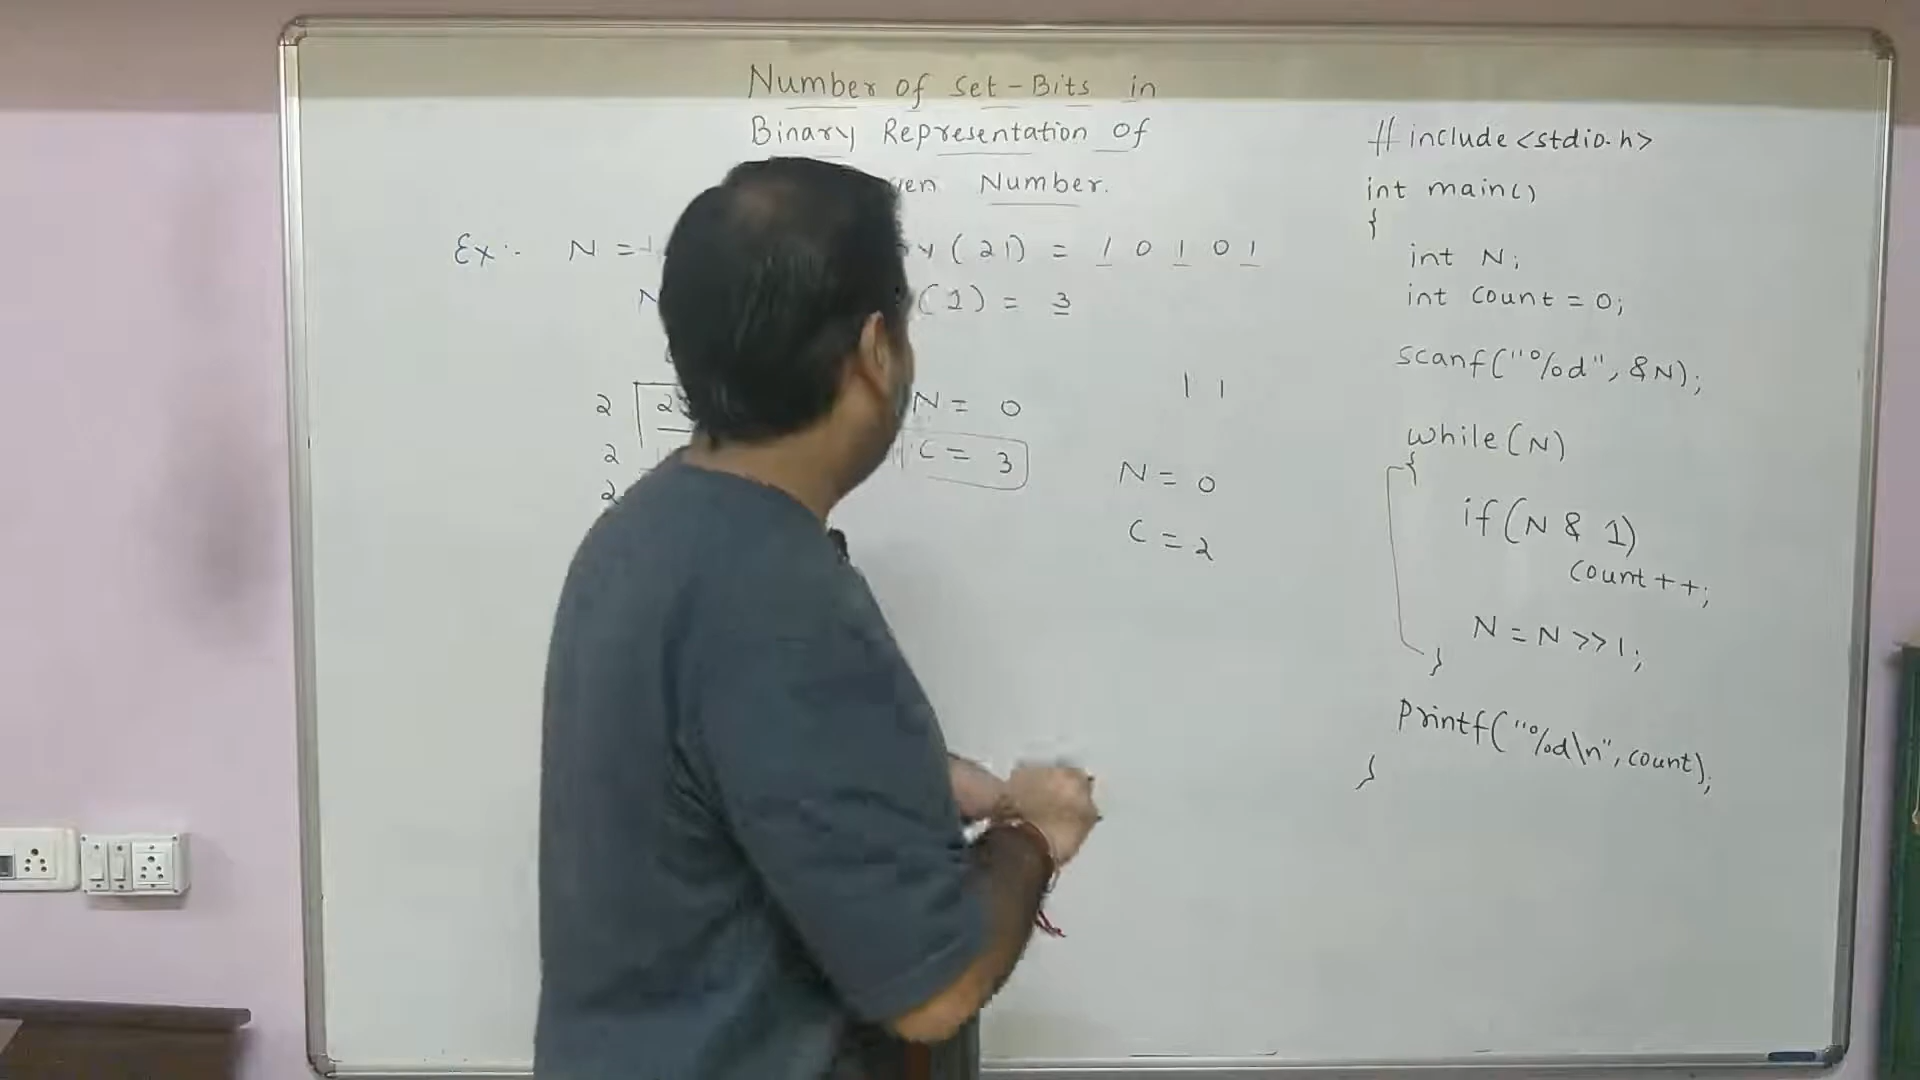 Number of Set-Bits in
Binary Representation of
Number.
Ex:- N = (21) = 1 0 1 0 1
N (1) = 3
2
2 N = 0
2 C = 3
1 1
N = 0
C = 2
# include <stdio.h>
int main()
{
int N;
int count = 0;
scanf("%d", &N);
while(N)
{
if(N & 1)
count++;
N = N >> 1;
}
printf("%d\n", count);
}